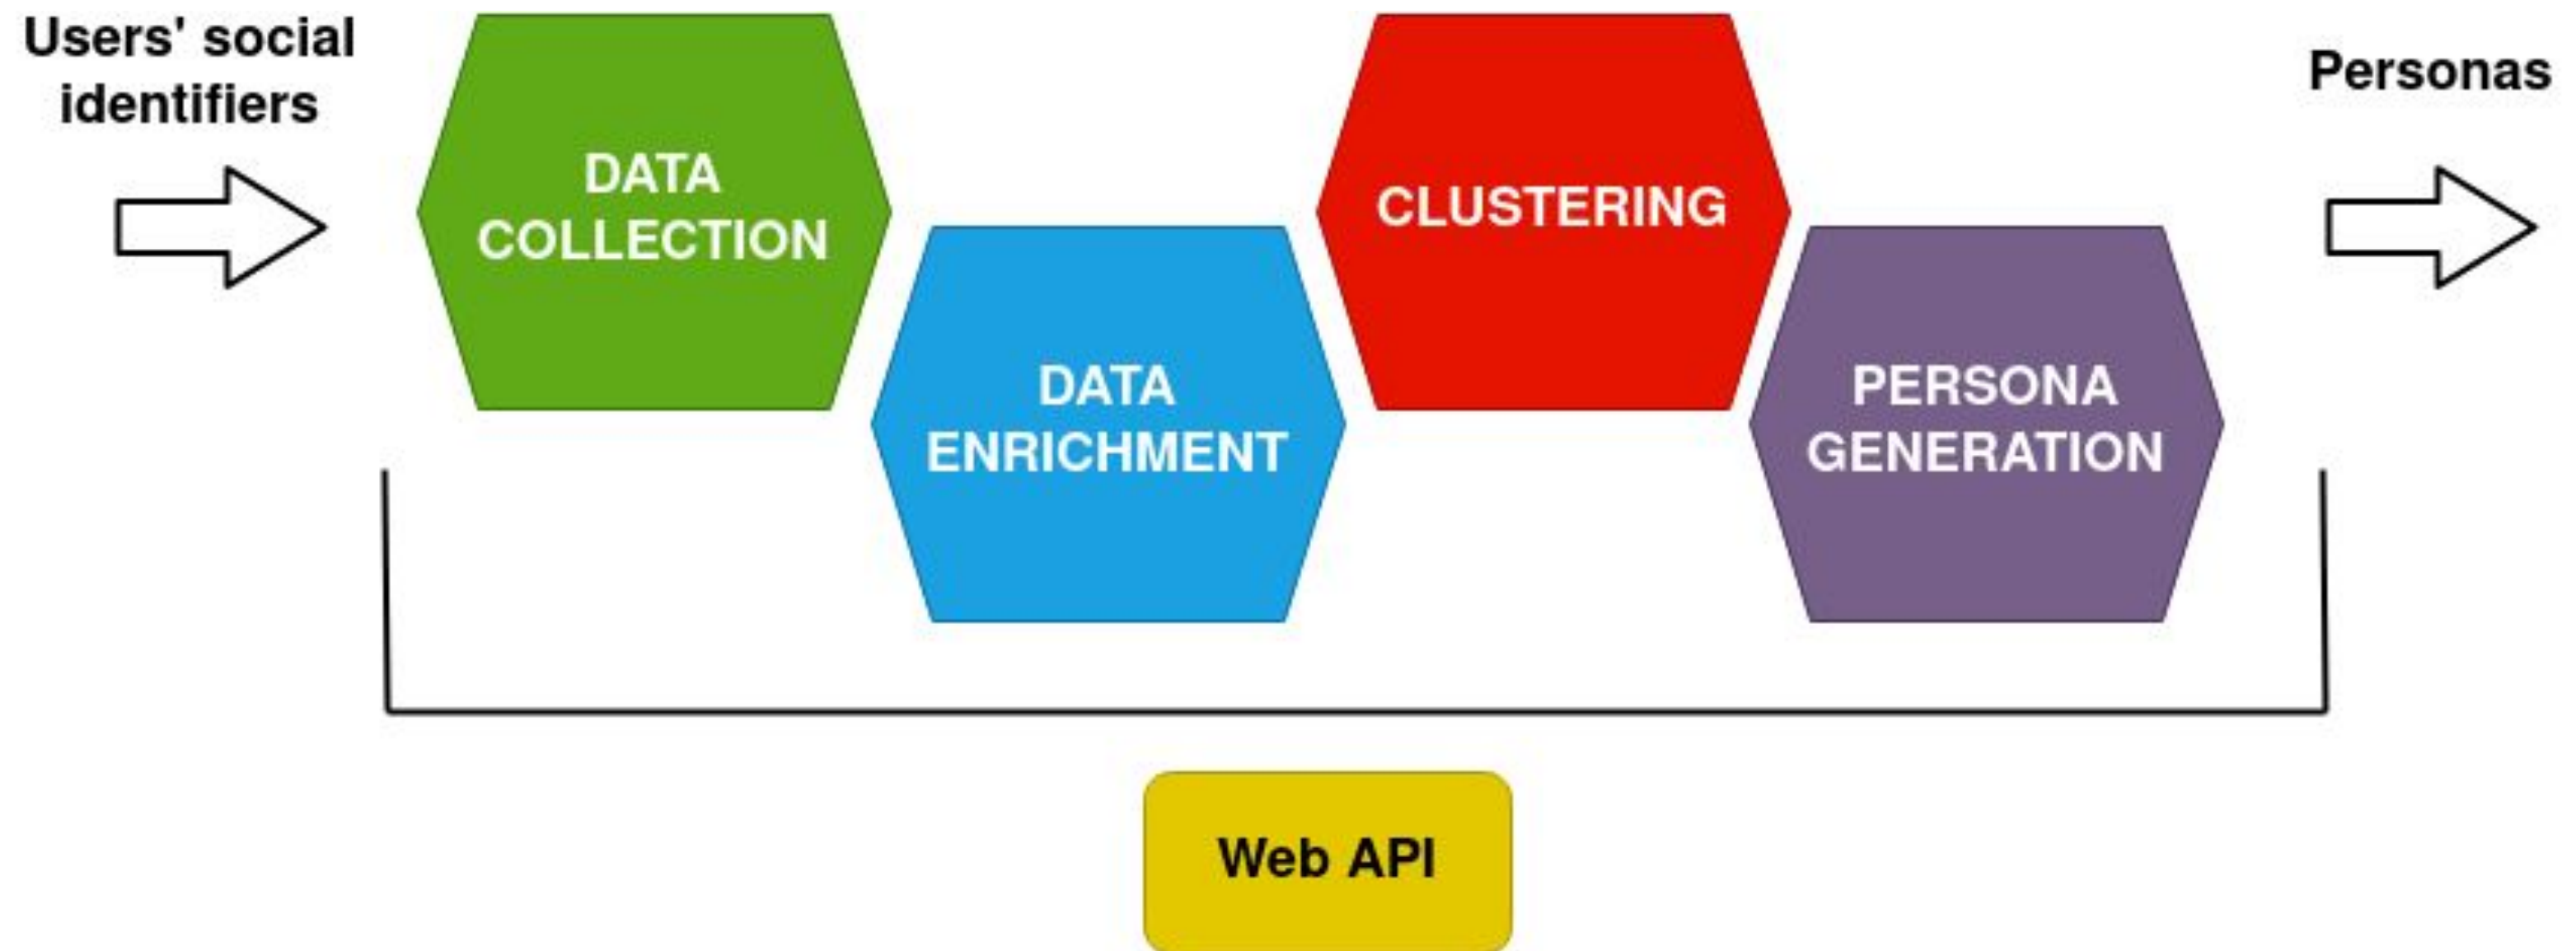 Users' social
identifiers
DATA
COLLECTION
DATA
ENRICHMENT
CLUSTERING
PERSONA
GENERATION
Personas
Web API